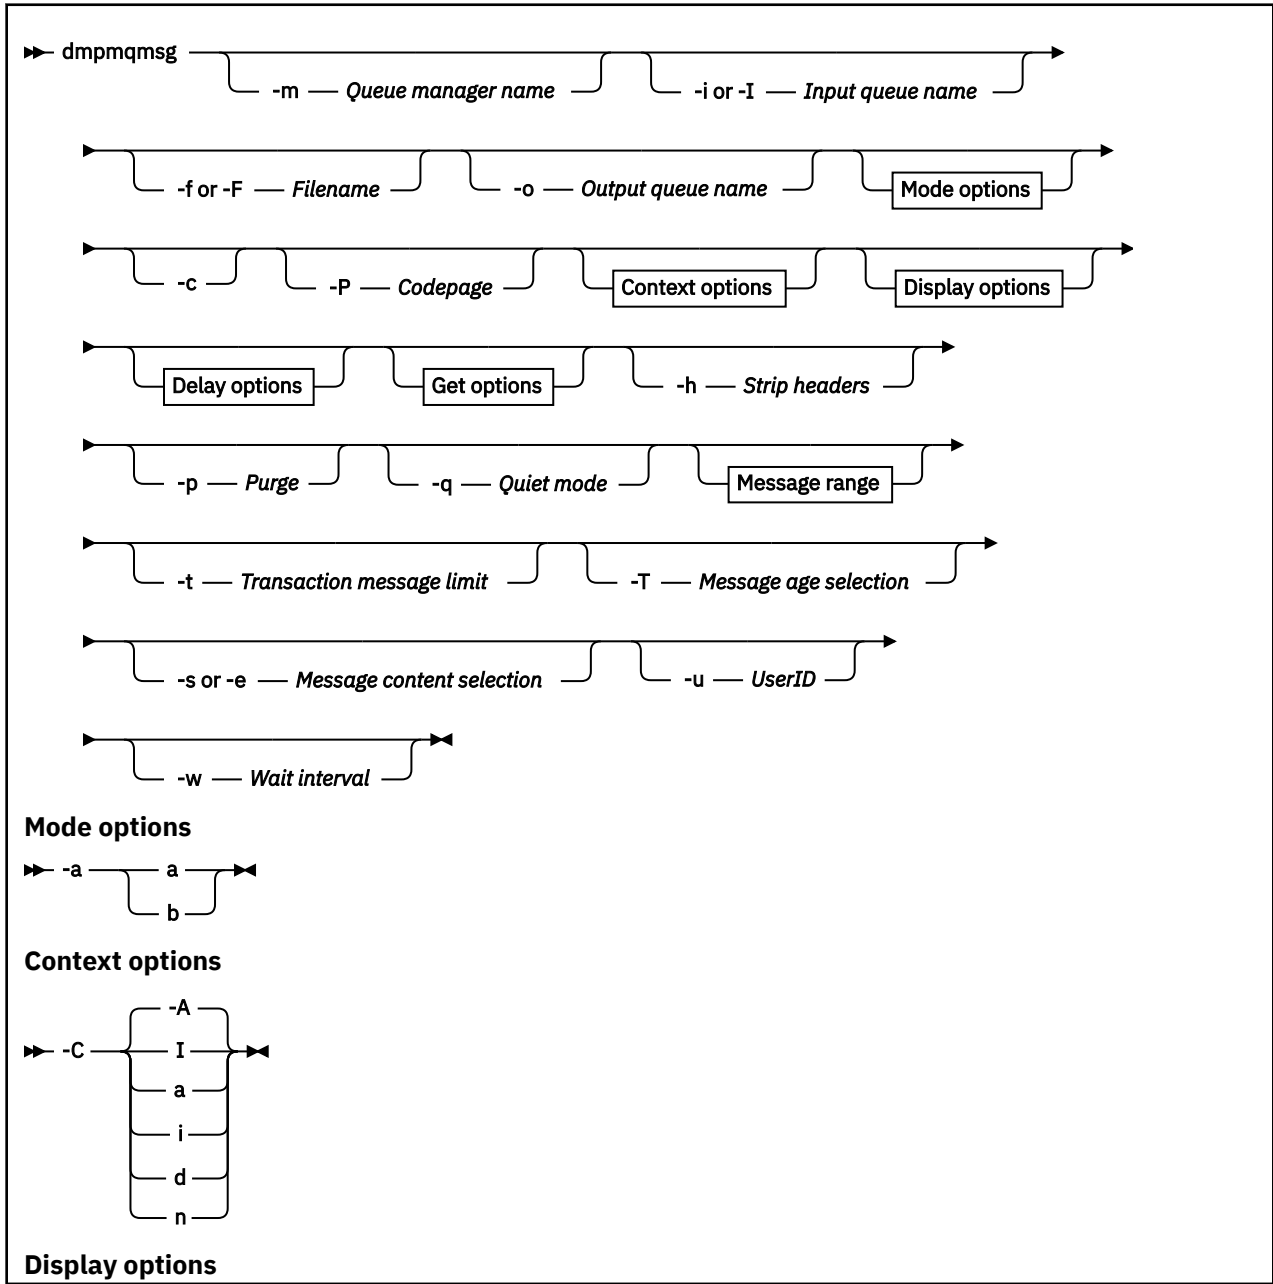 dmpmqmsg -m Queue manager name -i or -I Input queue name
-f or -F Filename -o Output queue name Mode options
-c -P Codepage Context options Display options
Delay options Get options -h Strip headers
-p Purge -q Quiet mode Message range
-t Transaction message limit -T Message age selection
-s or -e Message content selection -u UserID
-w Wait interval
Mode options
-a a
b
Context options
-A
-C I
a
i
d
n
Display options